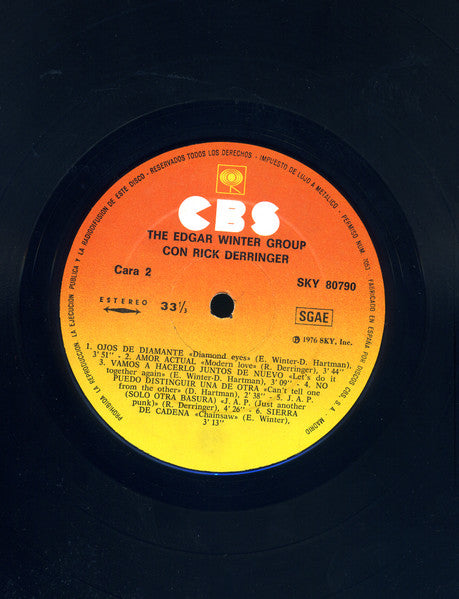 PROHIBIDA LA REPRODUCCION, LA EJECUCION PUBLICA Y LA RADIODIFUSION DE ESTE DISCO - RESERVADOS TODOS LOS DERECHOS - IMPUESTO DE LUJO A METALICO - PERMISO NUM. 1053 FABRICADO EN ESPAÑA POR DISCOS CBS, S. A. MADRID
CBS
THE EDGAR WINTER GROUP
CON RICK DERRINGER
Cara 2
SKY 80790
ESTEREO
33⅓
SGAE
℗ 1976 SKY, Inc.
1. OJOS DE DIAMANTE «Diamond eyes» (E. Winter-D. Hartman),
3' 51" - 2. AMOR ACTUAL «Modern love» (R. Derringer), 3' 44"
3. VAMOS A HACERLO JUNTOS DE NUEVO «Let's do it
together again» (E. Winter-D. Hartman), 3' 09" - 4. NO
PUEDO DISTINGUIR UNA DE OTRA «Can't tell one
from the other» (D. Hartman), 2' 38" - 5. J. A. P.
(SOLO OTRA BASURA) «J. A. P. (Just another
punk)» (R. Derringer), 4' 26" - 6. SIERRA
DE CADENA «Chainsaw» (E. Winter),
3' 13"